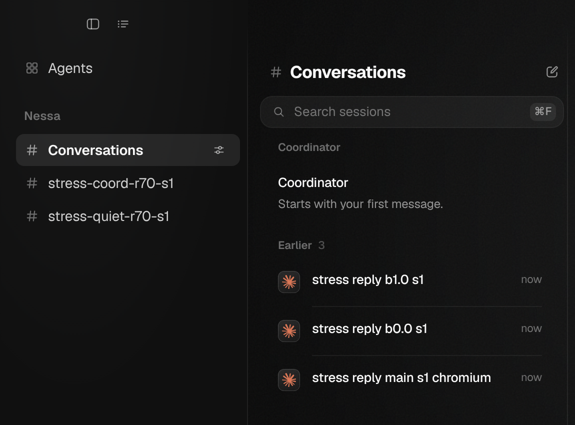 Agents
Nessa
# Conversations
# stress-coord-r70-s1
# stress-quiet-r70-s1
# Conversations
Search sessions ⌘F
Coordinator
Coordinator
Starts with your first message.
Earlier 3
stress reply b1.0 s1 now
stress reply b0.0 s1 now
stress reply main s1 chromium now